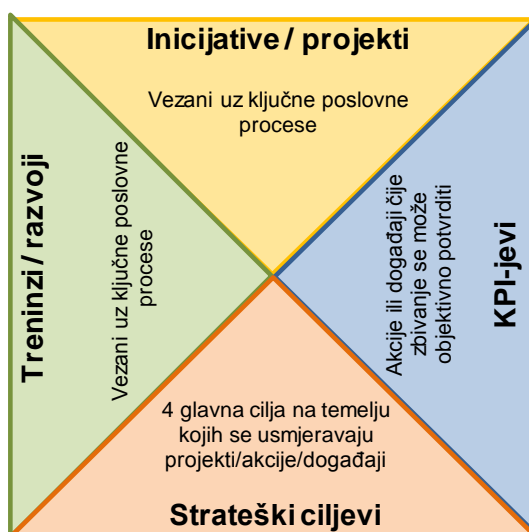 Inicijative / projekti
Vezani uz ključne poslovne
procese
Treninzi / razvoji
Vezani uz ključne poslovne
procese
Akcije ili događaji čije
zbivanje se može
objektivno potvrditi
KPI-jevi
4 glavna cilja na temelju
kojih se usmjeravaju
projekti/akcije/događaji
Strateški ciljevi